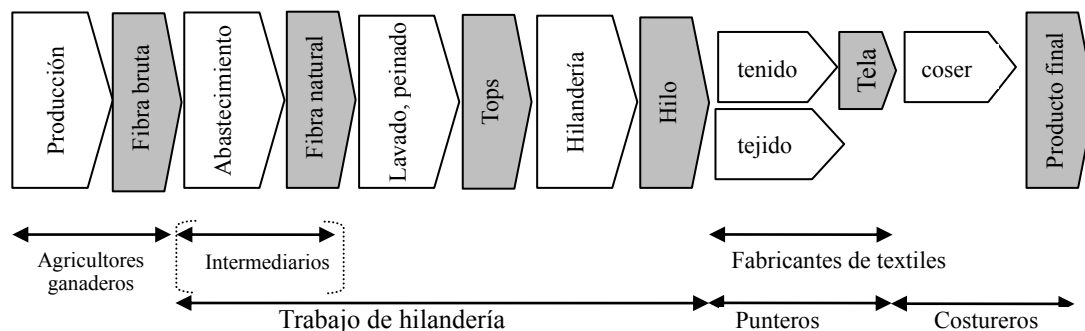 Producción
Fibra bruta
Abastecimiento
Fibra natural
Lavado, peinado
Tops
Hilandería
Hilo
tenido
tejido
Tela
coser
Producto final
Agricultores
ganaderos
Intermediarios
Fabricantes de textiles
Trabajo de hilandería
Punteros
Costureros